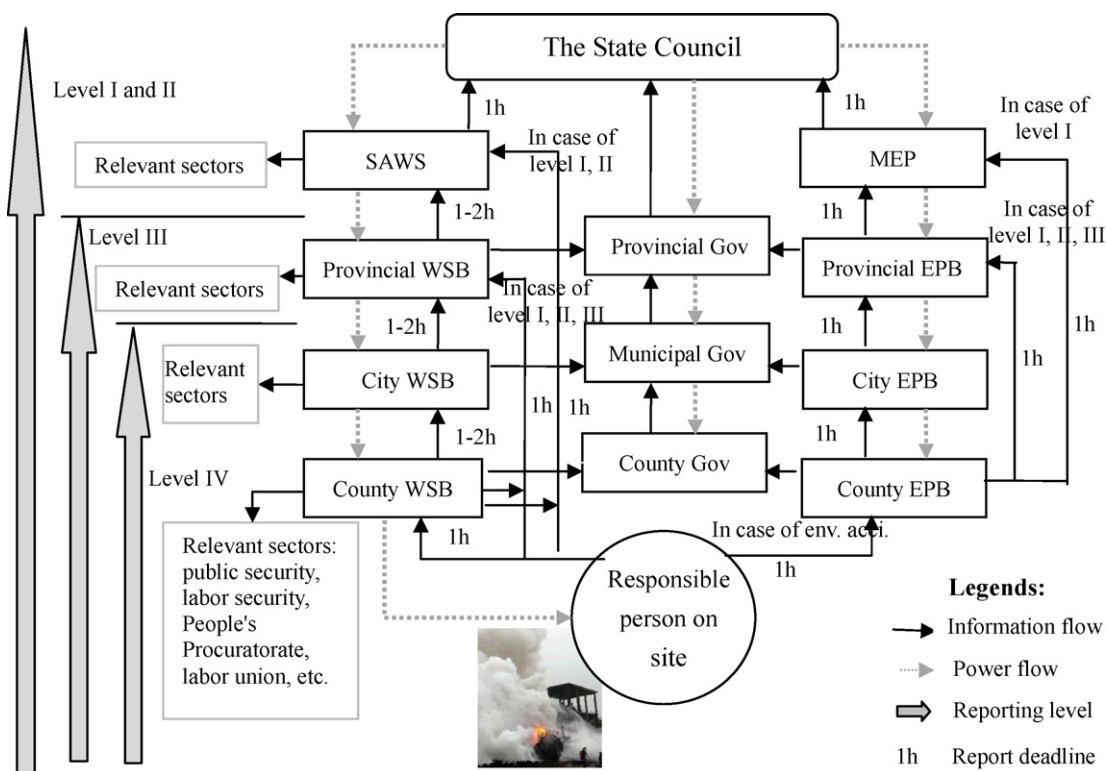 The State Council
Level I and II
1h
1h
In case of
level I, II
In case of
level I
Relevant sectors
SAWS
MEP
1-2h
1h
In case of
level I, II, III
Level III
Provincial WSB
Provincial Gov
Provincial EPB
Relevant sectors
In case of
level I, II, III
1-2h
1h
1h
Municipal Gov
Relevant
sectors
City WSB
City EPB
1h
1h
1h
1-2h
1h
County Gov
Level IV
County WSB
County EPB
1h
In case of env. acci.
1h
Relevant sectors:
public security,
labor security,
People's
Procuratorate,
labor union, etc.
Responsible
person on
site
Legends:
Information flow
Power flow
Reporting level
1h
Report deadline